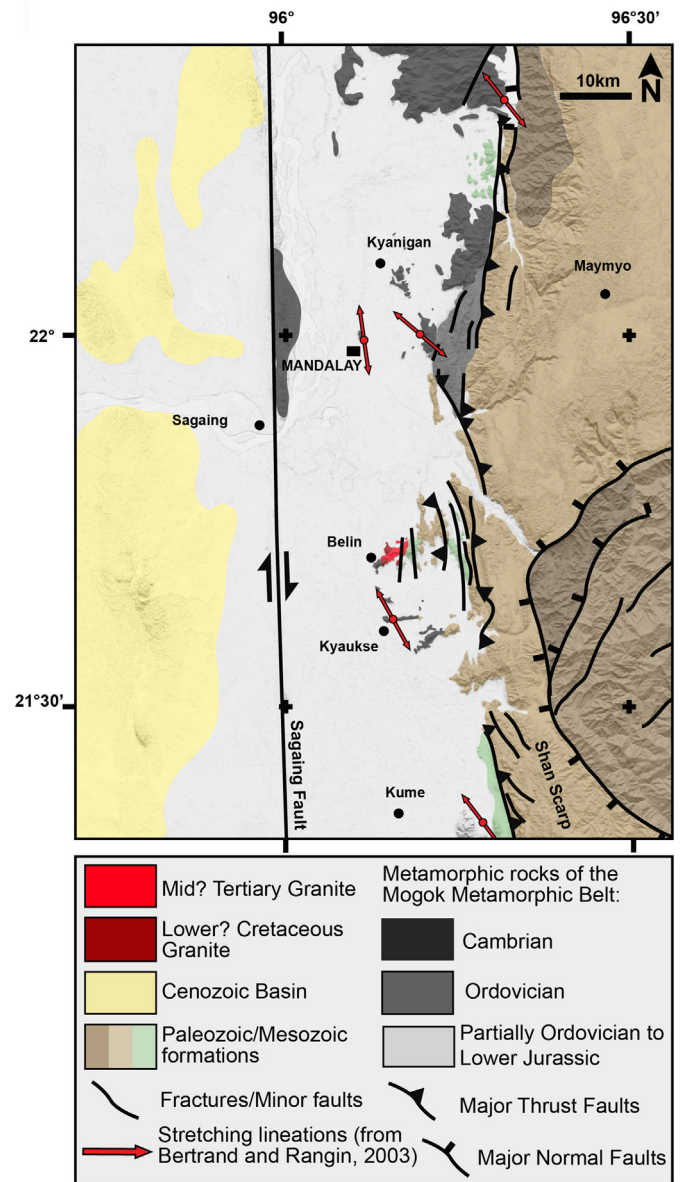 96°
96°30’
10km
N
Kyanigan
Maymyo
22°
MANDALAY
Sagaing
Belin
Kyaukse
21°30’
Sagaing Fault
Shan Scarp
Kume
Mid? Tertiary Granite
Lower? Cretaceous
Granite
Cenozoic Basin
Paleozoic/Mesozoic
formations
Fractures/Minor faults
Stretching lineations (from
Bertrand and Rangin, 2003)
Metamorphic rocks of the
Mogok Metamorphic Belt:
Cambrian
Ordovician
Partially Ordovician to
Lower Jurassic
Major Thrust Faults
Major Normal Faults